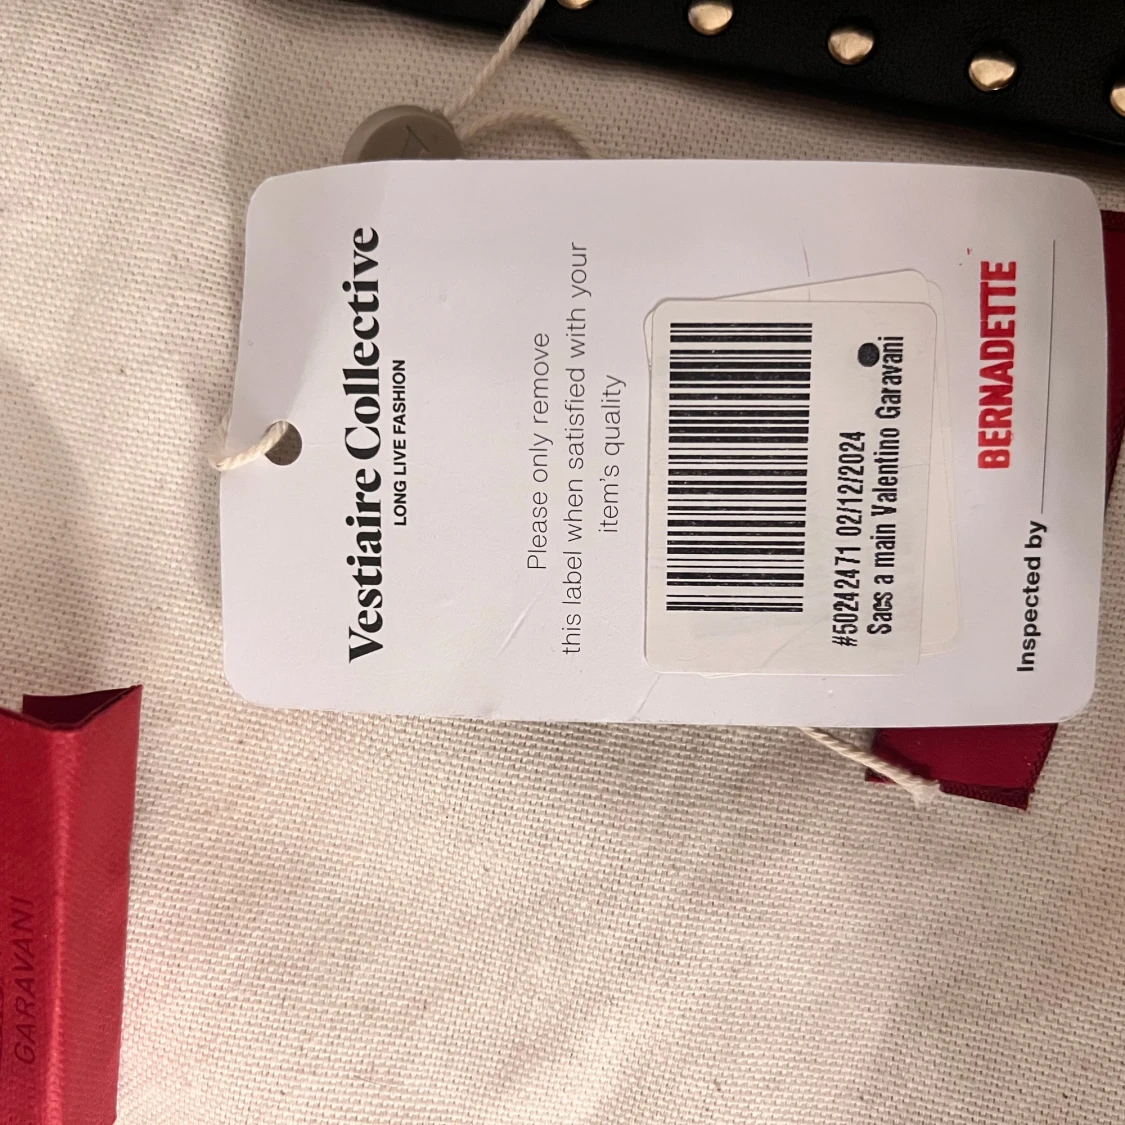 Vestiaire Collective
LONG LIVE FASHION
Please only remove
this label when satisfied with your
item's quality
#50242471 02/12/2024
Sacs a main Valentino Garavani
BERNADETTE
Inspected by
GARAVANI